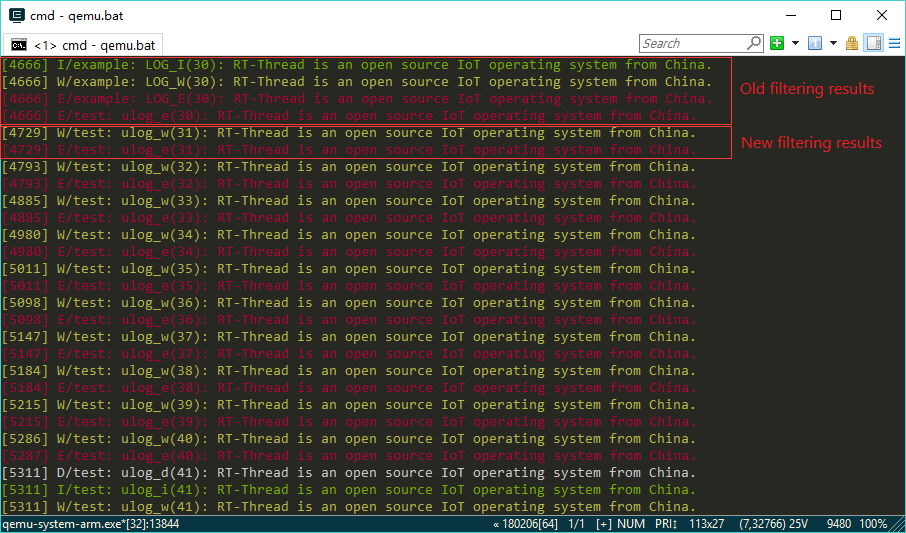 cmd - qemu.bat
<1> cmd - qemu.bat
Search
[4666] I/example: LOG_I(30): RT-Thread is an open source IoT operating system from China.
[4666] W/example: LOG_W(30): RT-Thread is an open source IoT operating system from China.
[4666] E/example: LOG_E(30): RT-Thread is an open source IoT operating system from China.
Old filtering results
[4666] E/test: ulog_e(30): RT-Thread is an open source IoT operating system from China.
[4729] W/test: ulog_w(31): RT-Thread is an open source IoT operating system from China.
New filtering results
[4729] E/test: ulog_e(31): RT-Thread is an open source IoT operating system from China.
[4793] W/test: ulog_w(32): RT-Thread is an open source IoT operating system from China.
[4793] E/test: ulog_e(32): RT-Thread is an open source IoT operating system from China.
[4885] W/test: ulog_w(33): RT-Thread is an open source IoT operating system from China.
[4885] E/test: ulog_e(33): RT-Thread is an open source IoT operating system from China.
[4980] W/test: ulog_w(34): RT-Thread is an open source IoT operating system from China.
[4980] E/test: ulog_e(34): RT-Thread is an open source IoT operating system from China.
[5011] W/test: ulog_w(35): RT-Thread is an open source IoT operating system from China.
[5011] E/test: ulog_e(35): RT-Thread is an open source IoT operating system from China.
[5098] W/test: ulog_w(36): RT-Thread is an open source IoT operating system from China.
[5098] E/test: ulog_e(36): RT-Thread is an open source IoT operating system from China.
[5147] W/test: ulog_w(37): RT-Thread is an open source IoT operating system from China.
[5147] E/test: ulog_e(37): RT-Thread is an open source IoT operating system from China.
[5184] W/test: ulog_w(38): RT-Thread is an open source IoT operating system from China.
[5184] E/test: ulog_e(38): RT-Thread is an open source IoT operating system from China.
[5215] W/test: ulog_w(39): RT-Thread is an open source IoT operating system from China.
[5215] E/test: ulog_e(39): RT-Thread is an open source IoT operating system from China.
[5286] W/test: ulog_w(40): RT-Thread is an open source IoT operating system from China.
[5287] E/test: ulog_e(40): RT-Thread is an open source IoT operating system from China.
[5311] D/test: ulog_d(41): RT-Thread is an open source IoT operating system from China.
[5311] I/test: ulog_i(41): RT-Thread is an open source IoT operating system from China.
[5311] W/test: ulog_w(41): RT-Thread is an open source IoT operating system from China.
qemu-system-arm.exe*[32]:13844 « 180206[64] 1/1 [+] NUM PRI↕ 113x27 (7,32766) 25V 9480 100%